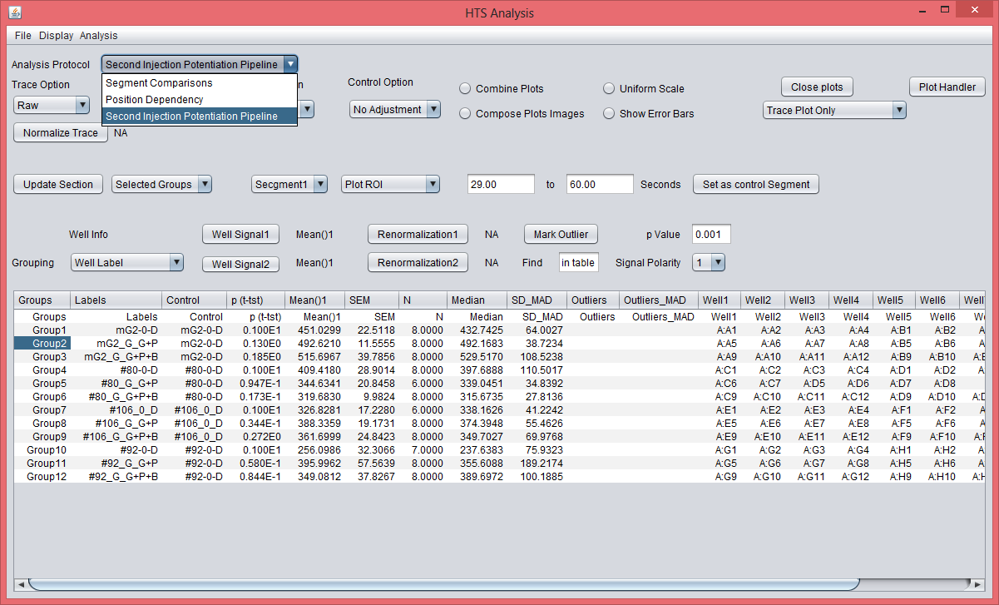 HTS Analysis
File Display Analysis
Analysis Protocol Second Injection Potentiation Pipeline
Segment Comparisons
Position Dependency
Second Injection Potentiation Pipeline
Trace Option Control Option
Combine Plots Uniform Scale Close plots Plot Handler
Raw No Adjustment Compose Plots Images Show Error Bars Trace Plot Only
Normalize Trace NA
Update Section Selected Groups Secgment1 Plot ROI 29.00 to 60.00 Seconds Set as control Segment
Well Info Well Signal1 Mean()1 Renormalization1 NA Mark Outlier p Value 0.001
Grouping Well Label Well Signal2 Mean()1 Renormalization2 NA Find in table Signal Polarity 1
Groups Labels Control p (t-tst) Mean()1 SEM N Median SD_MAD Outliers Outliers_MAD Well1 Well2 Well3 Well4 Well5 Well6 Well
Groups Labels Control p (t-tst) Mean()1 SEM N Median SD_MAD Outliers Outliers_MAD Well1 Well2 Well3 Well4 Well5 Well6 We
Group1 mG2-0-D mG2-0-D 0.100E1 451.0299 22.5118 8.0000 432.7425 64.0027 A:A1 A:A2 A:A3 A:A4 A:B1 A:B2 A
Group2 mG2_G_G+P mG2-0-D 0.130E0 492.6210 11.5555 8.0000 492.1683 38.7234 A:A5 A:A6 A:A7 A:A8 A:B5 A:B6 A
Group3 mG2_G_G+P+B mG2-0-D 0.185E0 515.6967 39.7856 8.0000 529.5170 108.5238 A:A9 A:A10 A:A11 A:A12 A:B9 A:B10 A:E
Group4 #80-0-D #80-0-D 0.100E1 409.4180 28.9014 8.0000 397.6888 110.5017 A:C1 A:C2 A:C3 A:C4 A:D1 A:D2 A
Group5 #80_G_G+P #80-0-D 0.947E-1 344.6341 20.8458 6.0000 339.0451 34.8392 A:C6 A:C7 A:D5 A:D6 A:D7 A:D8
Group6 #80_G_G+P+B #80-0-D 0.173E-1 319.6830 9.9824 8.0000 315.6735 27.8136 A:C9 A:C10 A:C11 A:C12 A:D9 A:D10 A:D
Group7 #106_0_D #106_0_D 0.100E1 326.8281 17.2280 6.0000 338.1626 41.2242 A:E1 A:E2 A:E3 A:E4 A:F1 A:F2 A
Group8 #106_G_G+P #106_0_D 0.344E-1 388.3359 19.1731 8.0000 374.3948 55.4626 A:E5 A:E6 A:E7 A:E8 A:F5 A:F6 A
Group9 #106_G_G+P+B #106_0_D 0.272E0 361.6999 24.8423 8.0000 349.7027 69.9768 A:E9 A:E10 A:E11 A:E12 A:F9 A:F10 A:F
Group10 #92-0-D #92-0-D 0.100E1 256.0986 32.3066 7.0000 237.6383 75.9323 A:G1 A:G2 A:G3 A:G4 A:H1 A:H2 A
Group11 #92_G_G+P #92-0-D 0.580E-1 395.9962 57.5639 8.0000 355.6088 189.2174 A:G5 A:G6 A:G7 A:G8 A:H5 A:H6 A
Group12 #92_G_G+P+B #92-0-D 0.844E-1 349.0812 37.8267 8.0000 389.6972 100.1885 A:G9 A:G10 A:G11 A:G12 A:H9 A:H10 A:H